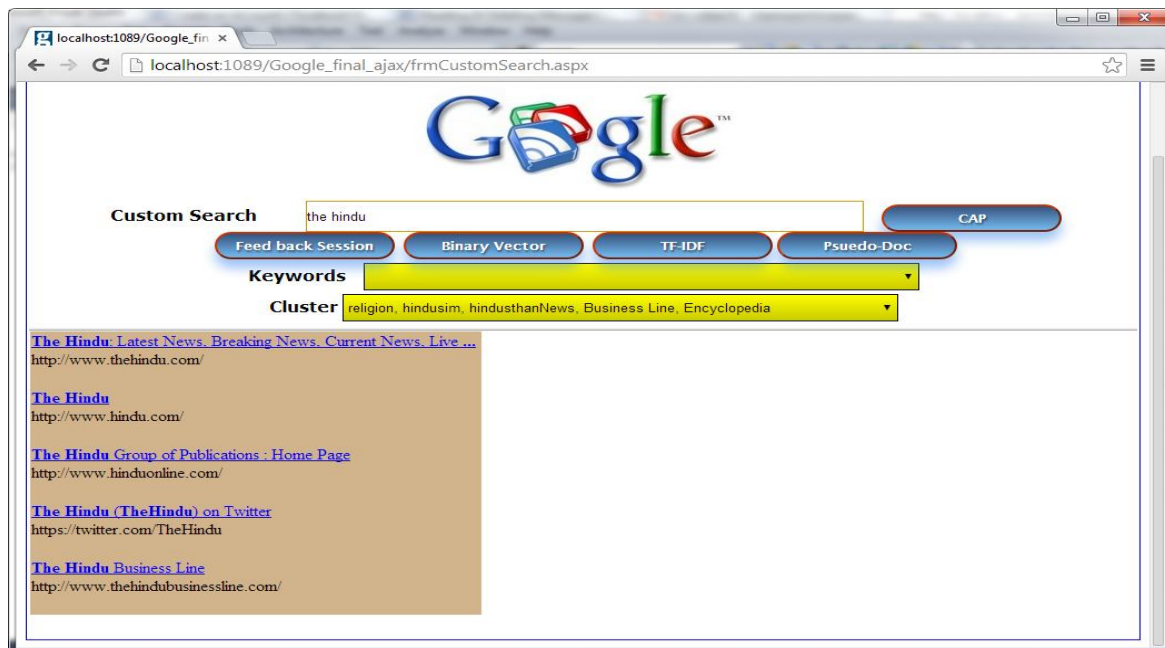 localhost:1089/Google_fin
localhost:1089/Google_final_ajax/frmCustomSearch.aspx
Google™
Custom Search the hindu CAP
Feed back Session Binary Vector TF-IDF Psuedo-Doc
Keywords
Cluster religion, hindusim, hindusthanNews, Business Line, Encyclopedia
The Hindu: Latest News, Breaking News, Current News, Live ...
http://www.thehindu.com/
The Hindu
http://www.hindu.com/
The Hindu Group of Publications : Home Page
http://www.hinduonline.com/
The Hindu (TheHindu) on Twitter
https://twitter.com/TheHindu
The Hindu Business Line
http://www.thehindubusinessline.com/